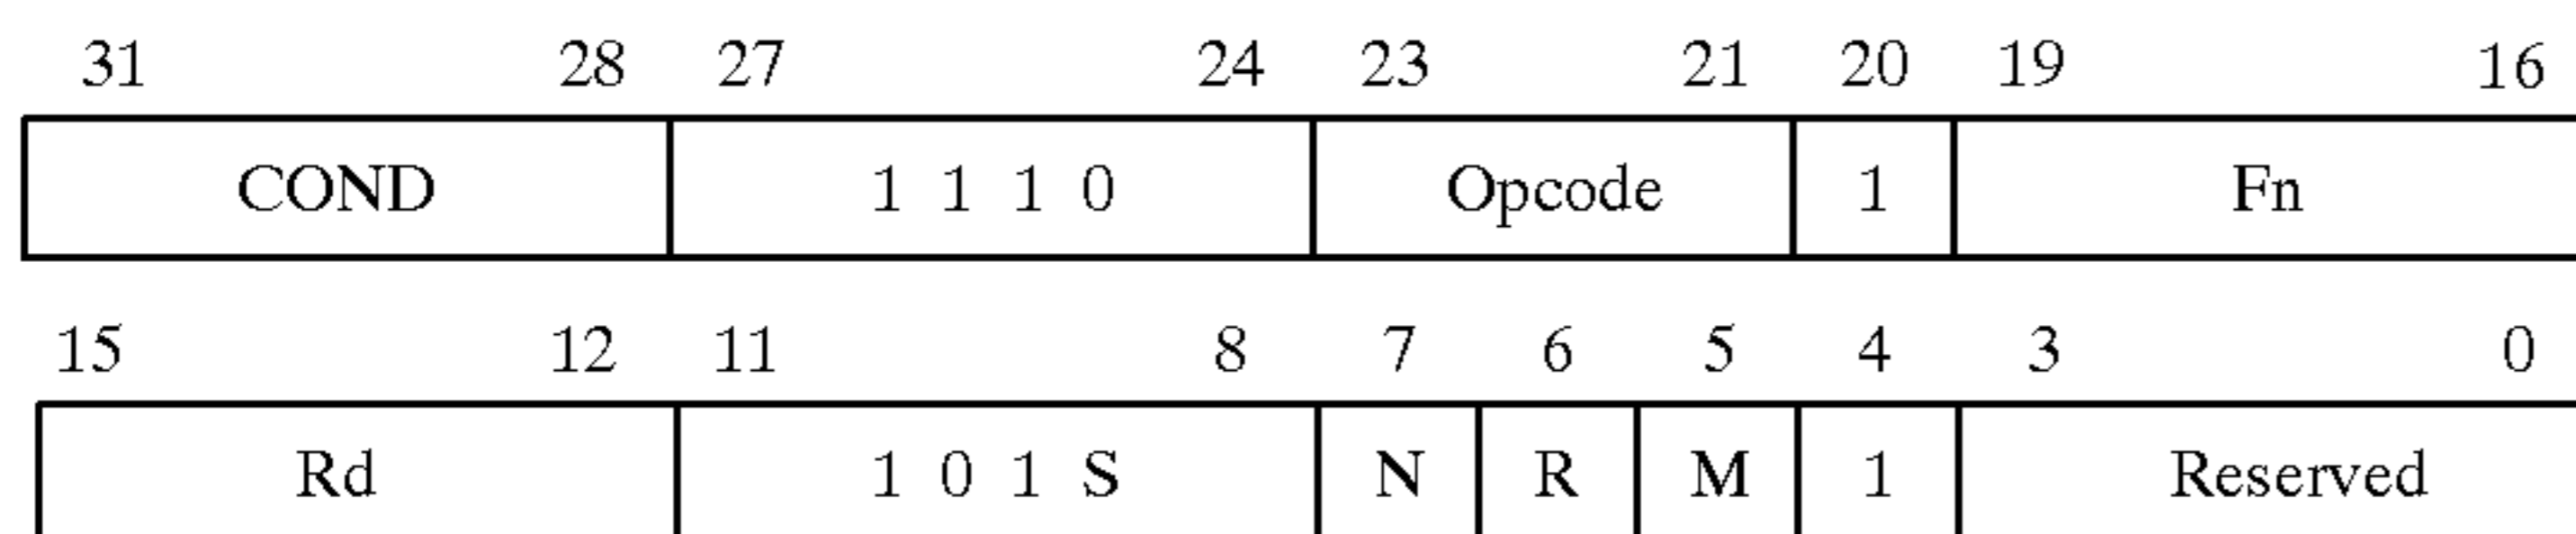 31 28 27 24 23 21 20 19 16
COND 1 1 1 0 Opcode 1 Fn
15 12 11 8 7 6 5 4 3 0
Rd 1 0 1 S N R M 1 Reserved